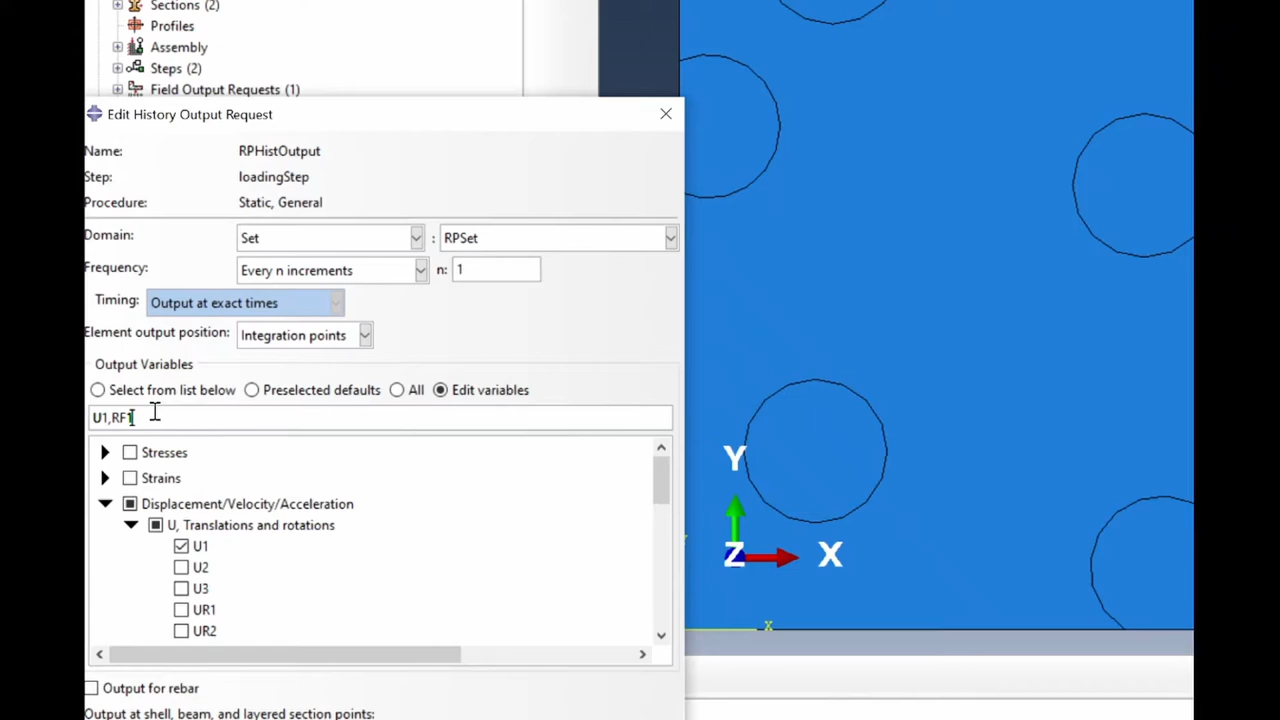 Sections (2)
Profiles
Assembly
Steps (2)
Field Output Requests (1)
Edit History Output Request
Name: RPHistOutput
Step: loadingStep
Procedure: Static, General
Domain: Set : RPSet
Frequency: Every n increments n: 1
Timing: Output at exact times
Element output position: Integration points
Output Variables
Select from list below Preselected defaults All Edit variables
U1,RF1
Stresses
Strains
Displacement/Velocity/Acceleration
U, Translations and rotations
U1
U2
U3
UR1
UR2
Output for rebar
Output at shell, beam, and layered section points:
Y
Z X
x